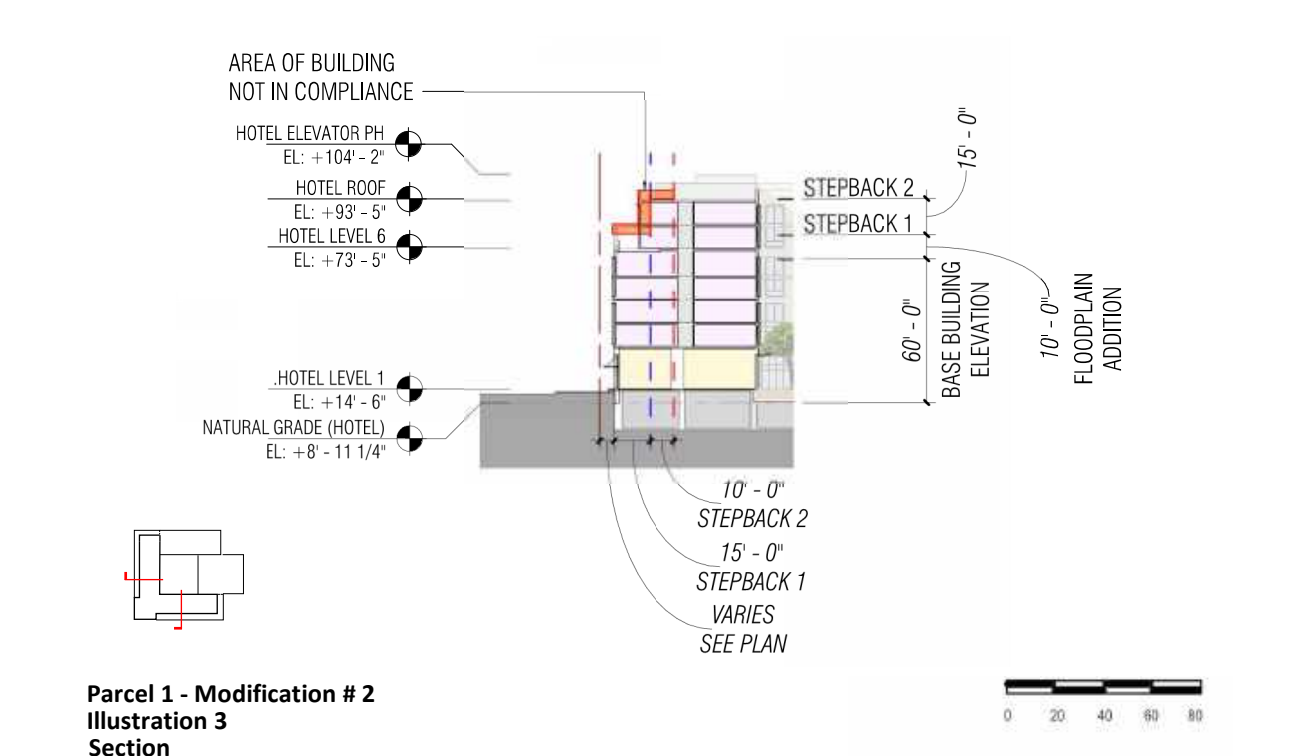 AREA OF BUILDING
NOT IN COMPLIANCE
HOTEL ELEVATOR PH
EL: +104' - 2"
HOTEL ROOF
EL: +93' - 5"
HOTEL LEVEL 6
EL: +73' - 5"
.HOTEL LEVEL 1
EL: +14' - 6"
NATURAL GRADE (HOTEL)
EL: +8' - 11 1/4"
STEPBACK 2
STEPBACK 1
15' - 0"
60' - 0"
BASE BUILDING
ELEVATION
10' - 0"
FLOODPLAIN
ADDITION
10' - 0"
STEPBACK 2
15' - 0"
STEPBACK 1
VARIES
SEE PLAN
Parcel 1 - Modification # 2
Illustration 3
Section
0 20 40 60 80